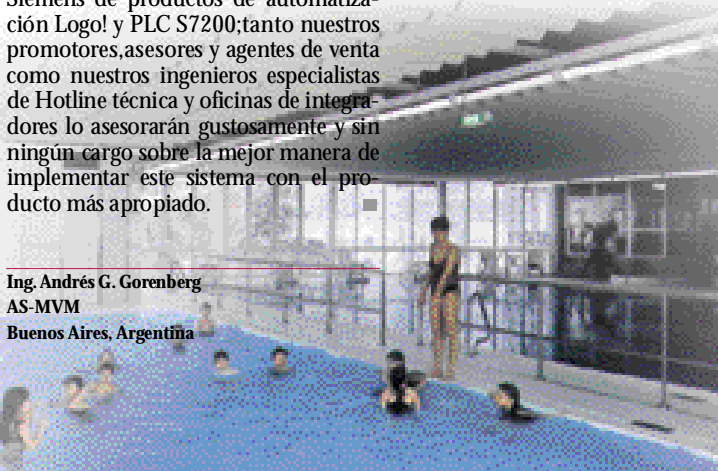 Siemens de productos de automatiza-
ción Logo! y PLC S7200;tanto nuestros
promotores,asesores y agentes de venta
como nuestros ingenieros especialistas
de Hotline técnica y oficinas de integra-
dores lo asesorarán gustosamente y sin
ningún cargo sobre la mejor manera de
implementar este sistema con el pro-
ducto más apropiado.
Ing. Andrés G. Gorenberg
AS-MVM
Buenos Aires, Argentina